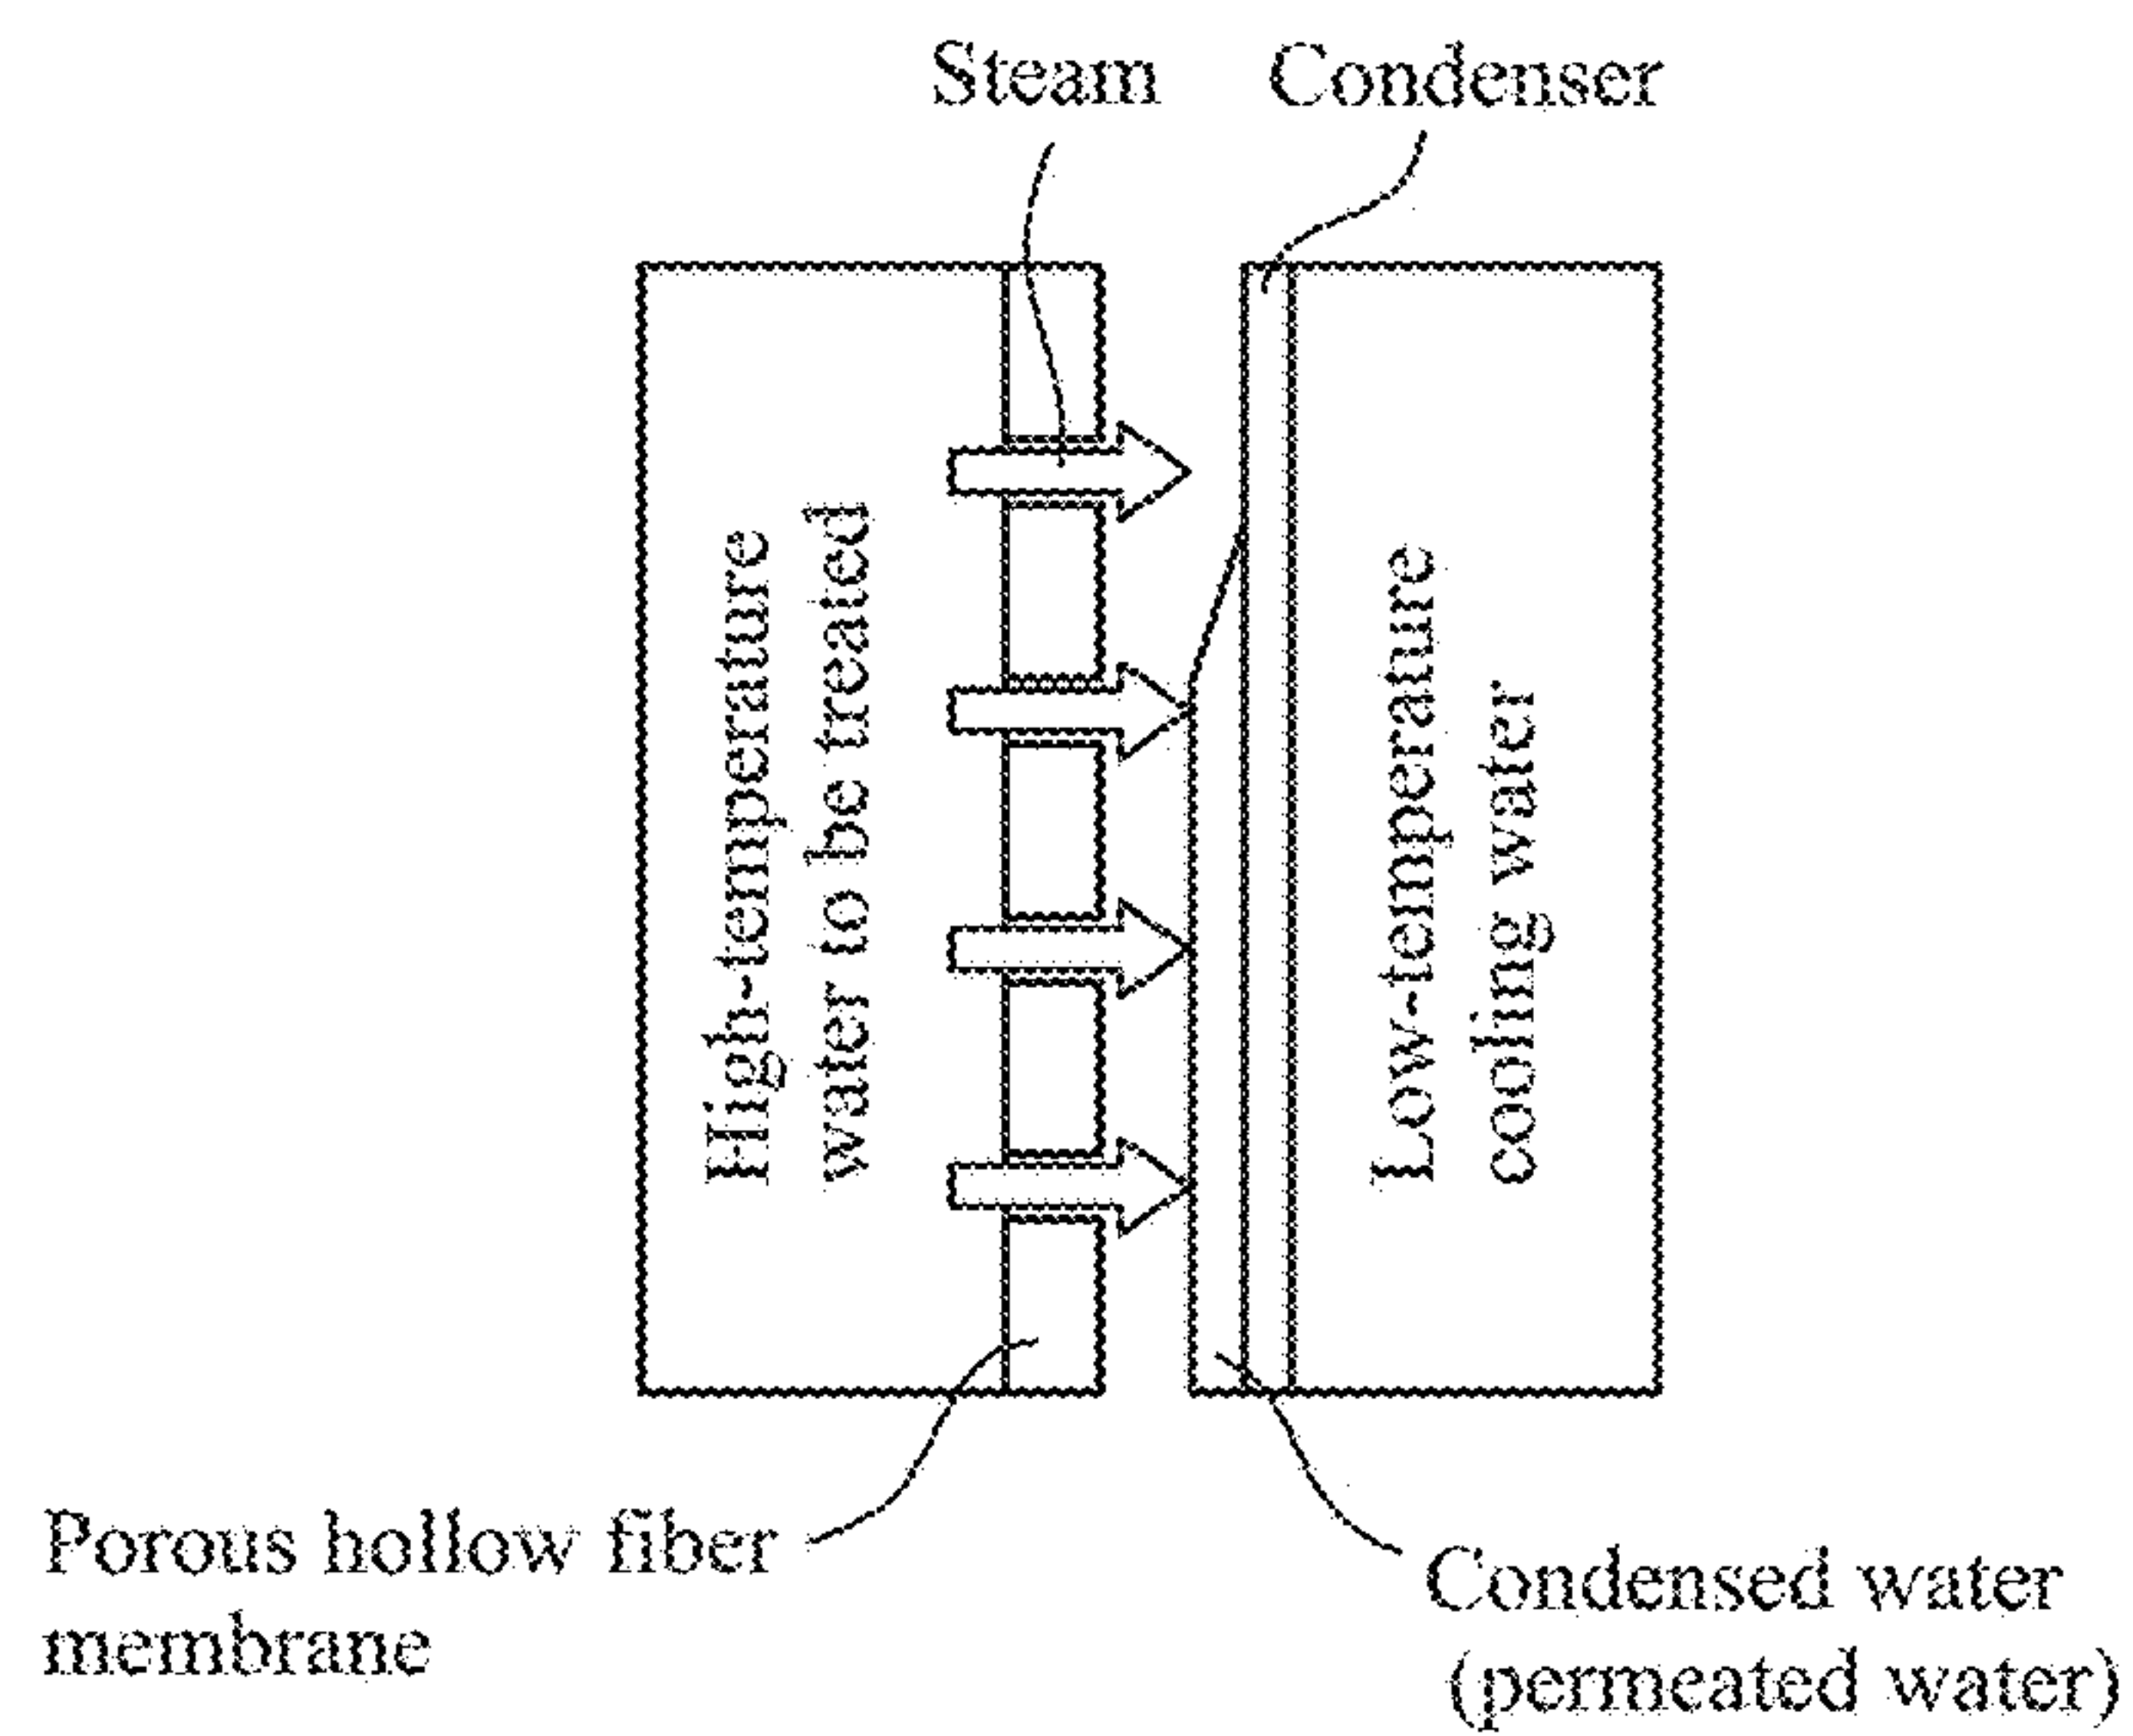 Steam
Condenser
High-temperature
water to be treated
Low-temperature
cooling water
Porous hollow fiber
membrane
Condensed water
(permeated water)